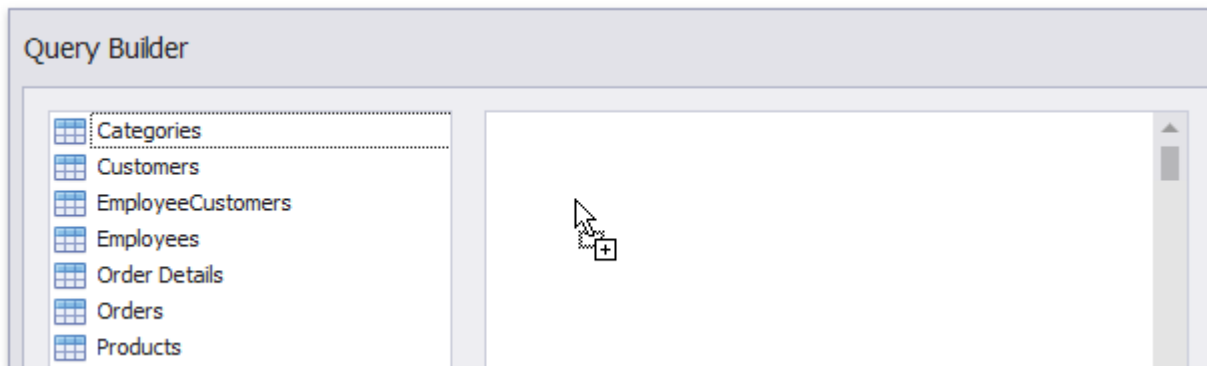 Query Builder
Categories
Customers
EmployeeCustomers
Employees
Order Details
Orders
Products